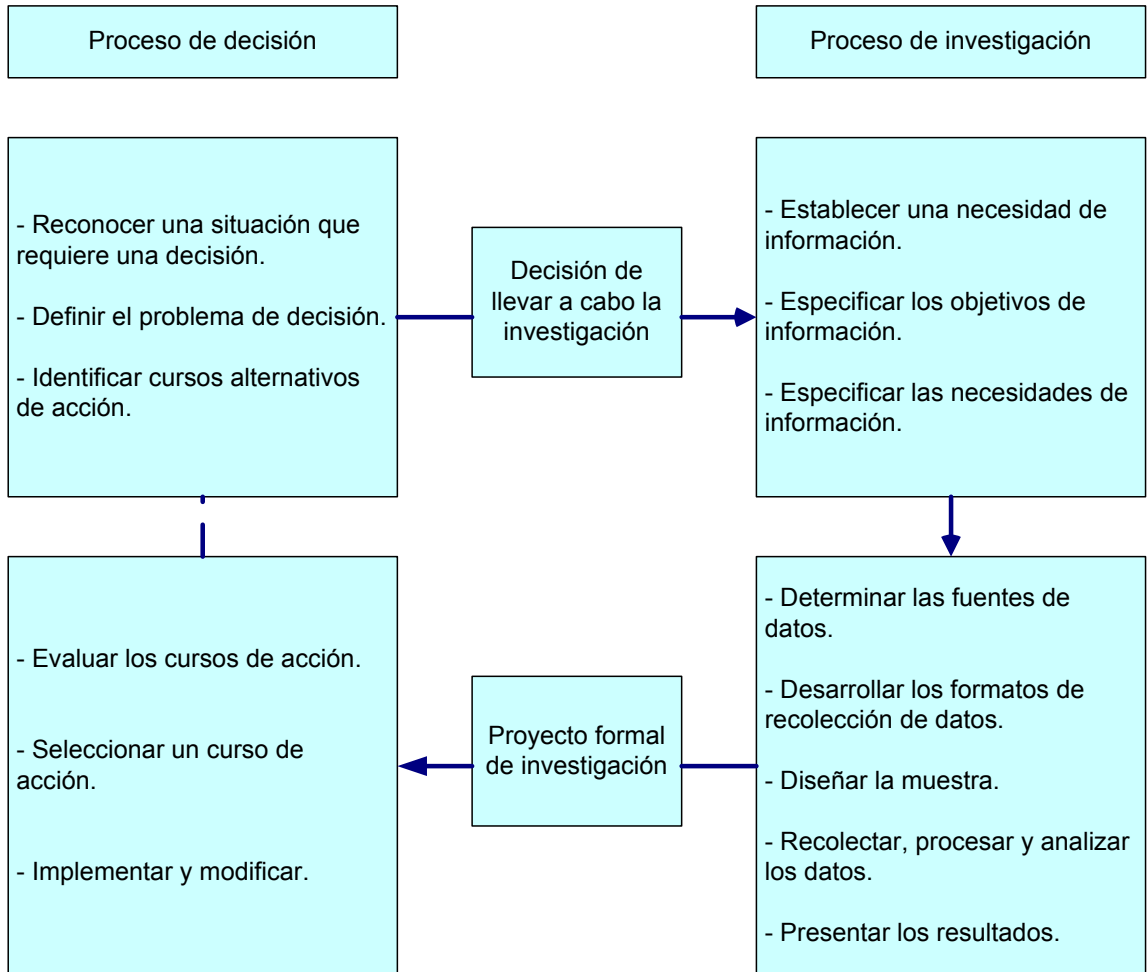 Proceso de decisión
Proceso de investigación
- Reconocer una situación que
requiere una decisión.
- Definir el problema de decisión.
- Identificar cursos alternativos
de acción.
Decisión de
llevar a cabo la
investigación
- Establecer una necesidad de
información.
- Especificar los objetivos de
información.
- Especificar las necesidades de
información.
- Evaluar los cursos de acción.
- Seleccionar un curso de
acción.
- Implementar y modificar.
Proyecto formal
de investigación
- Determinar las fuentes de
datos.
- Desarrollar los formatos de
recolección de datos.
- Diseñar la muestra.
- Recolectar, procesar y analizar
los datos.
- Presentar los resultados.